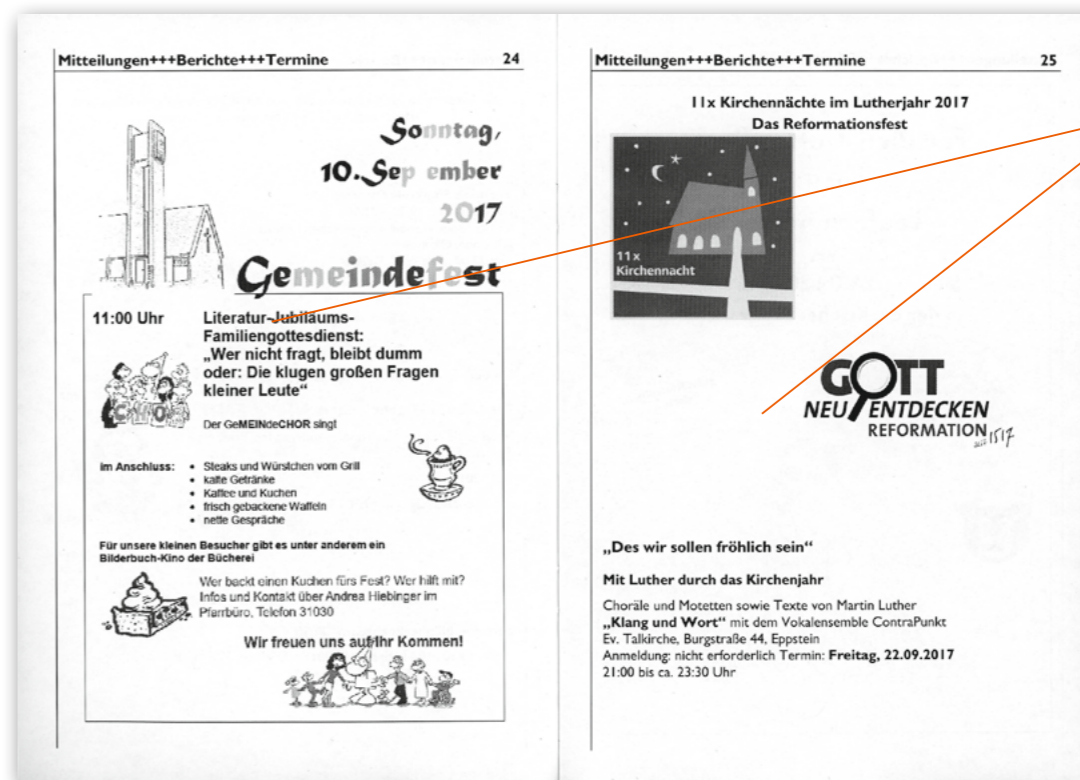 Mitteilungen+++Berichte+++Termine 24
Sonntag,
10.Sep ember
2017
Gemeindefest
11:00 Uhr
Literatur-Jubiläums-
Familiengottesdienst:
„Wer nicht fragt, bleibt dumm
oder: Die klugen großen Fragen
kleiner Leute“
CHOR
Der GeMEINdeCHOR singt
im Anschluss:
• Steaks und Würstchen vom Grill
• kalte Getränke
• Kaffee und Kuchen
• frisch gebackene Waffeln
• nette Gespräche
Für unsere kleinen Besucher gibt es unter anderem ein
Bilderbuch-Kino der Bücherei
Wer backt einen Kuchen fürs Fest? Wer hilft mit?
Infos und Kontakt über Andrea Hiebinger im
Pfarrbüro, Telefon 31030
Wir freuen uns auf Ihr Kommen!
Mitteilungen+++Berichte+++Termine 25
11x Kirchennächte im Lutherjahr 2017
Das Reformationsfest
11x
Kirchennacht
GOTT
NEU ENTDECKEN
REFORMATION
seit 1517
„Des wir sollen fröhlich sein“
Mit Luther durch das Kirchenjahr
Choräle und Motetten sowie Texte von Martin Luther
„Klang und Wort“ mit dem Vokalensemble ContraPunkt
Ev. Talkirche, Burgstraße 44, Eppstein
Anmeldung: nicht erforderlich Termin: Freitag, 22.09.2017
21:00 bis ca. 23:30 Uhr